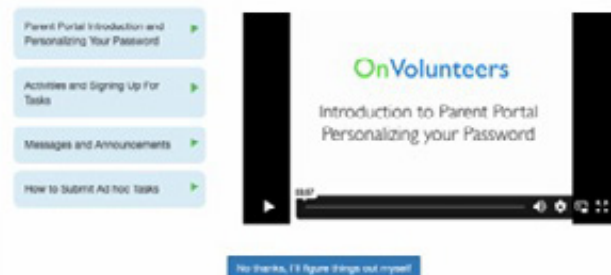 Parent Portal Introduction and
Personalizing Your Password
Activities and Signing Up For
Tasks
Messages and Announcements
How to Submit Ad hoc Tasks
OnVolunteers
Introduction to Parent Portal
Personalizing your Password
No thanks, I'll figure things out myself